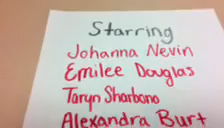 Starring
Johanna Nevin
Emilee Douglas
Taryn Sharbono
Alexandra Burt